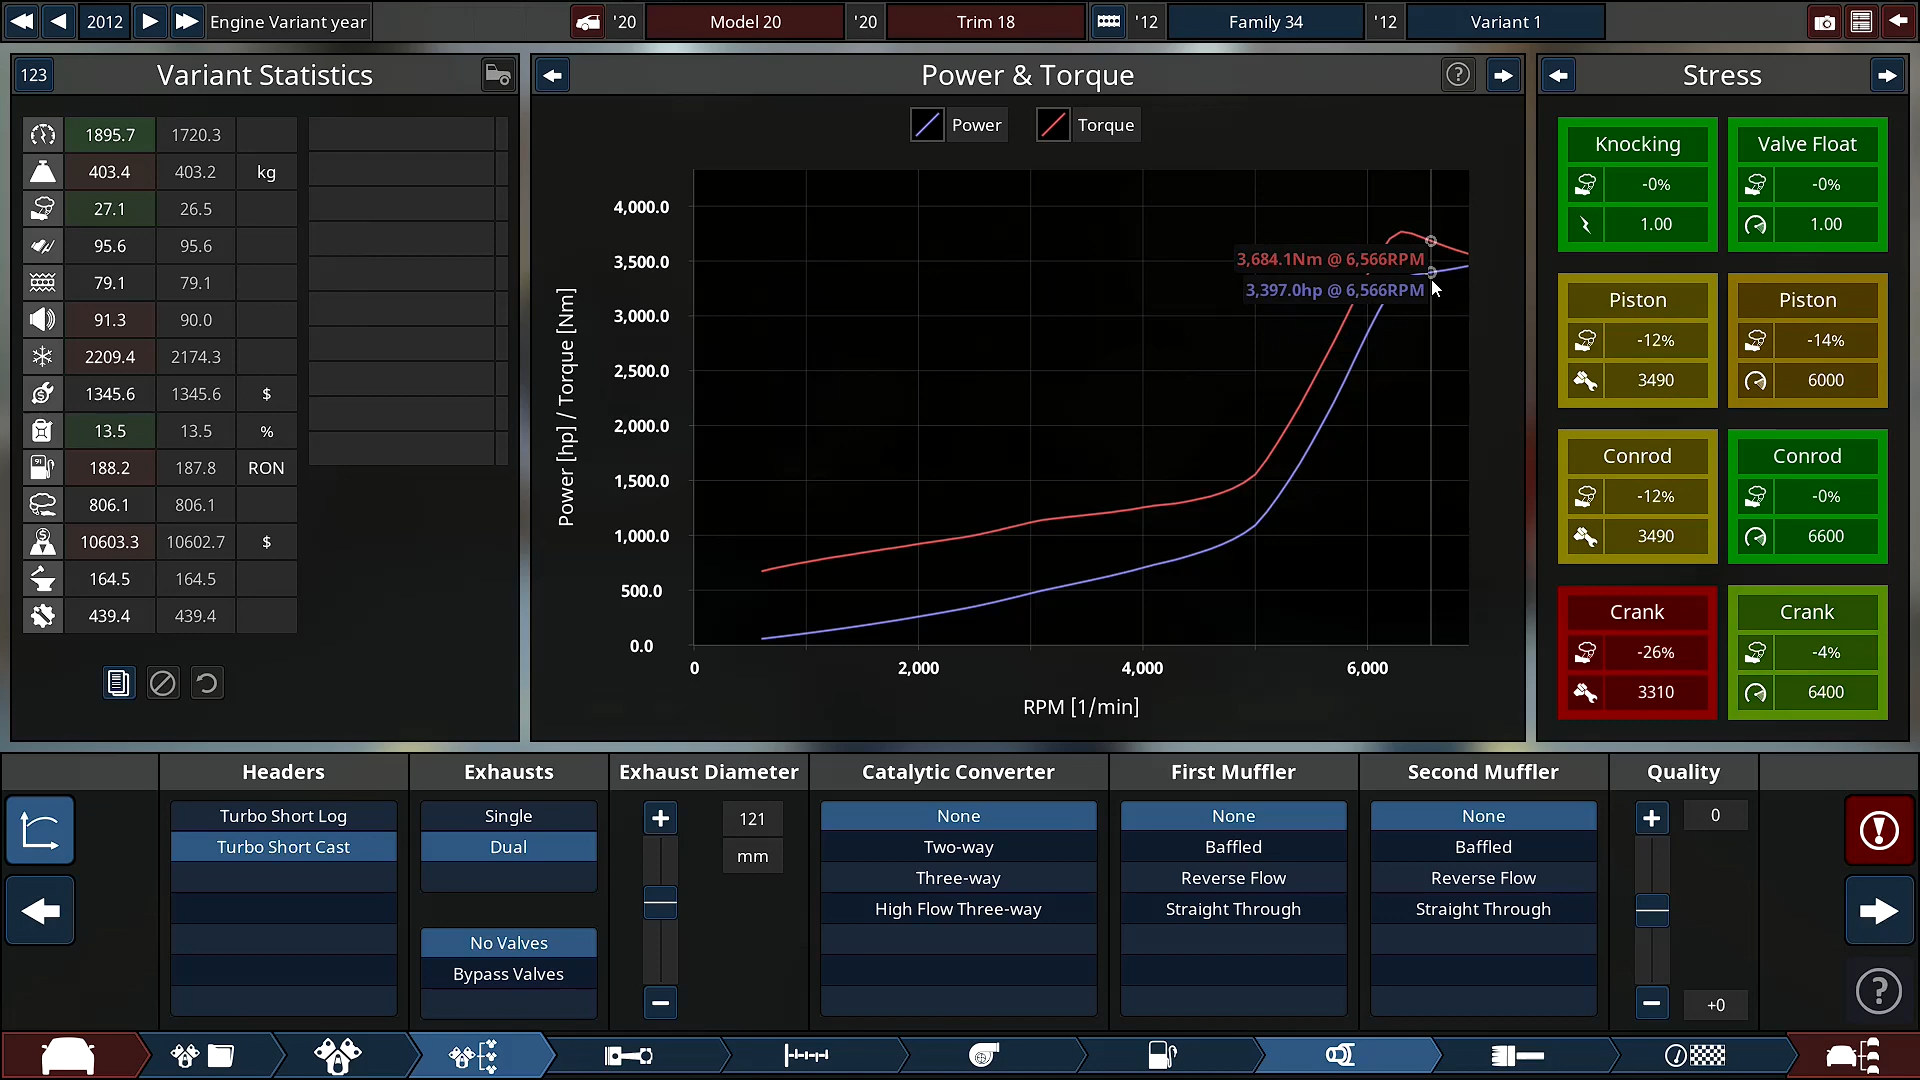 2012
Engine Variant year
'20
Model 20
'20
Trim 18
'12
Family 34
'12
Variant 1
123
Variant Statistics
1895.7 1720.3
403.4 403.2 kg
27.1 26.5
95.6 95.6
79.1 79.1
91.3 90.0
2209.4 2174.3
1345.6 1345.6 $
13.5 13.5 %
188.2 187.8 RON
806.1 806.1
10603.3 10602.7 $
164.5 164.5
439.4 439.4
Power & Torque
?
Power
Torque
Power [hp] / Torque [Nm]
4,000.0
3,500.0
3,000.0
2,500.0
2,000.0
1,500.0
1,000.0
500.0
0.0
3,684.1Nm @ 6,566RPM
3,397.0hp @ 6,566RPM
0
2,000
4,000
6,000
RPM [1/min]
Stress
Knocking
-0%
1.00
Valve Float
-0%
1.00
Piston
-12%
3490
Piston
-14%
6000
Conrod
-12%
3490
Conrod
-0%
6600
Crank
-26%
3310
Crank
-4%
6400
Headers
Turbo Short Log
Turbo Short Cast
Exhausts
Single
Dual
No Valves
Bypass Valves
Exhaust Diameter
121
mm
Catalytic Converter
None
Two-way
Three-way
High Flow Three-way
First Muffler
None
Baffled
Reverse Flow
Straight Through
Second Muffler
None
Baffled
Reverse Flow
Straight Through
Quality
0
+0
?